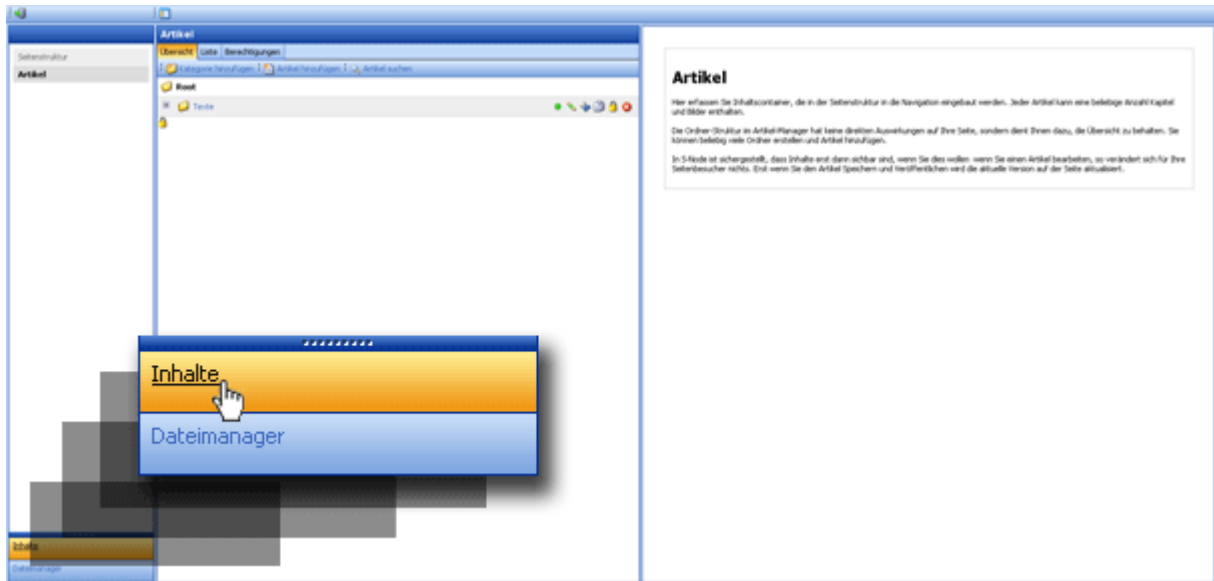 Artikel
Übersicht Liste Berechtigungen
Kategorie hinzufügen Artikel hinzufügen Artikel suchen
Seitenstruktur
Artikel
Root
Texte
Artikel
Hier erfassen Sie Inhaltscontainer, die in der Seitenstruktur in die Navigation eingebaut werden. Jeder Artikel kann eine beliebige Anzahl Kapitel
und Bilder enthalten.
Die Ordner-Struktur im Artikel-Manager hat keine direkten Auswirkungen auf Ihre Seite, sondern dient Ihnen dazu, die Übersicht zu behalten. Sie
können beliebig viele Ordner erstellen und Artikel hinzufügen.
In S-Node ist sichergestellt, dass Inhalte erst dann sichtbar sind, wenn Sie dies wollen wenn Sie einen Artikel bearbeiten, so verändert sich für Ihre
Seitenbesucher nichts. Erst wenn Sie den Artikel Speichern und Veröffentlichen wird die aktuelle Version auf der Seite aktualisiert.
Inhalte
Dateimanager
Inhalte
Dateimanager